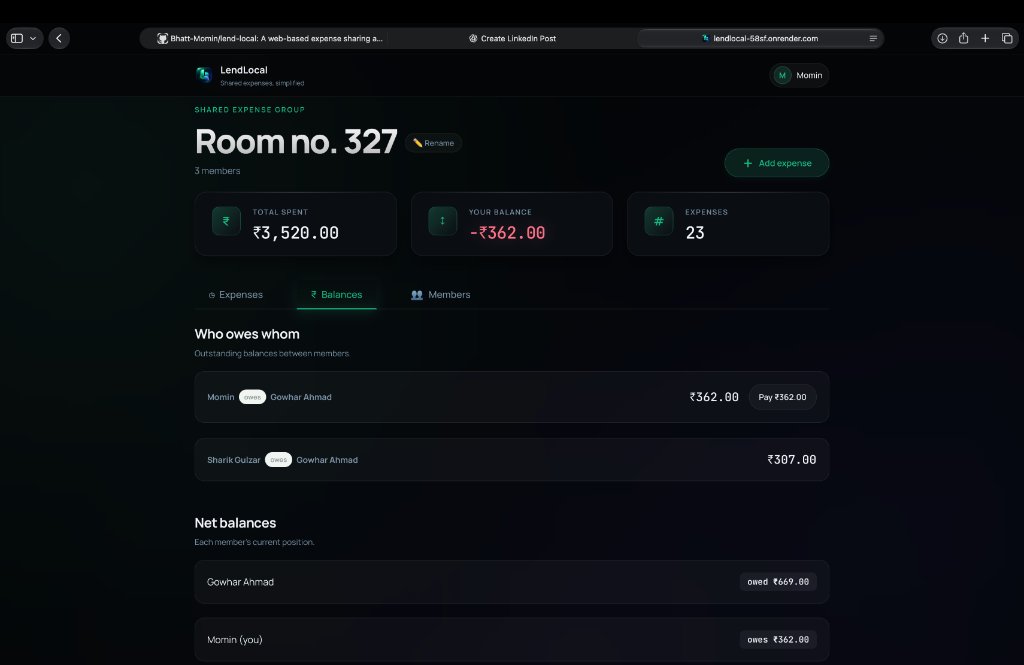 Bhatt-Momin/lend-local: A web-based expense sharing a...
Create LinkedIn Post
lendlocal-58sf.onrender.com
LendLocal
Shared expenses, simplified
M Momin
SHARED EXPENSE GROUP
Room no. 327
✏️ Rename
3 members
+ Add expense
₹
TOTAL SPENT
₹3,520.00
↕
YOUR BALANCE
-₹362.00
#
EXPENSES
23
Expenses
₹ Balances
👥 Members
Who owes whom
Outstanding balances between members.
Momin owes Gowhar Ahmad
₹362.00
Pay ₹362.00
Sharik Gulzar owes Gowhar Ahmad
₹307.00
Net balances
Each member's current position.
Gowhar Ahmad
owed ₹669.00
Momin (you)
owes ₹362.00